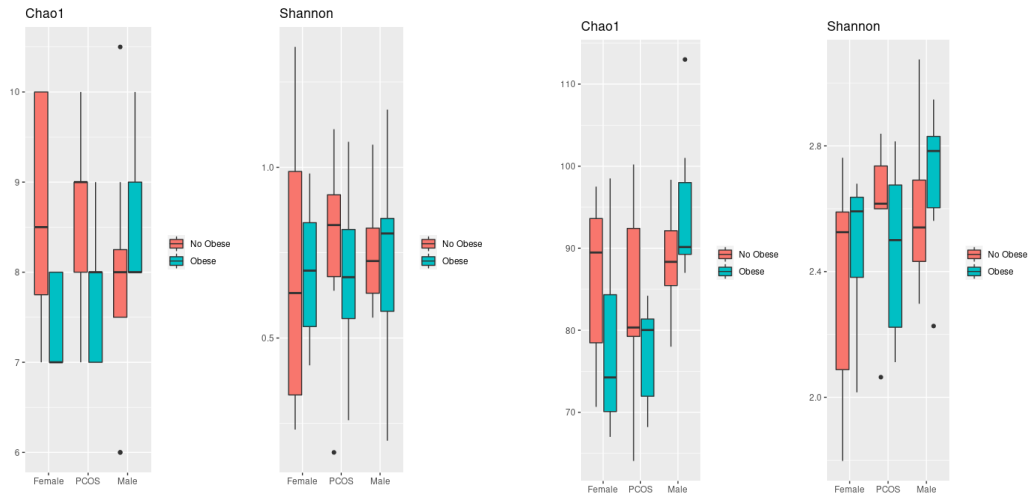 Chao1
10
9
8
7
6
Female PCOS Male
No Obese
Obese
Shannon
1.0
0.5
Female PCOS Male
No Obese
Obese
Chao1
110
100
90
80
70
Female PCOS Male
No Obese
Obese
Shannon
2.8
2.4
2.0
Female PCOS Male
No Obese
Obese